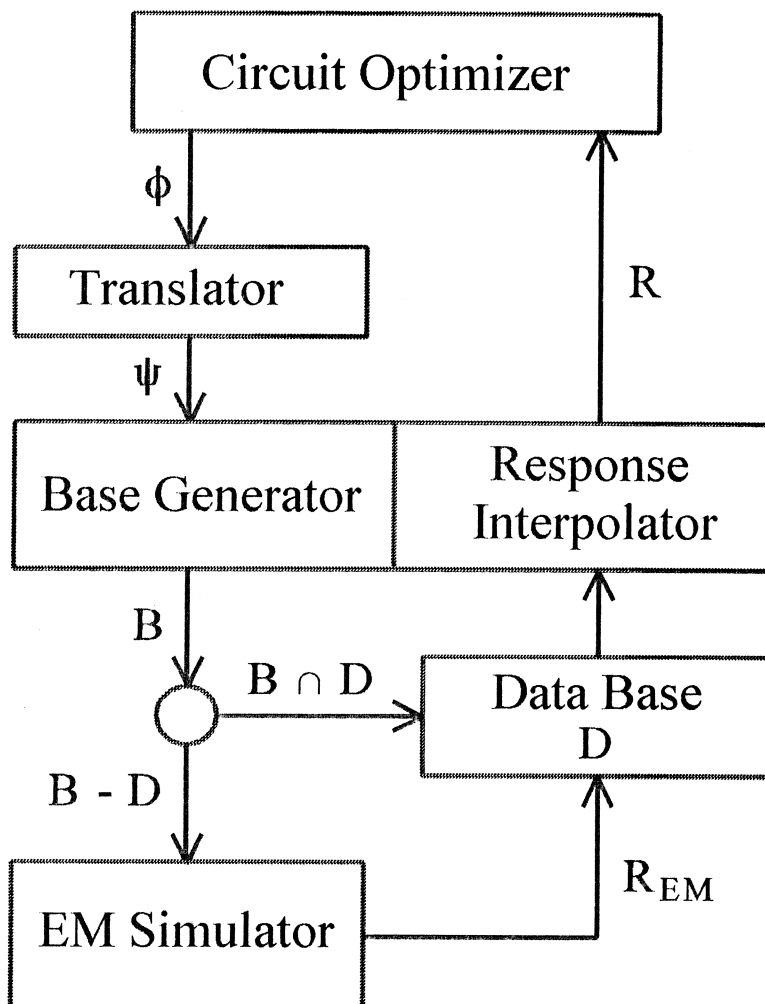 Circuit Optimizer
ϕ
Translator
R
ψ
Base Generator
Response
Interpolator
B
B ∩ D
Data Base
D
B - D
R_EM
EM Simulator